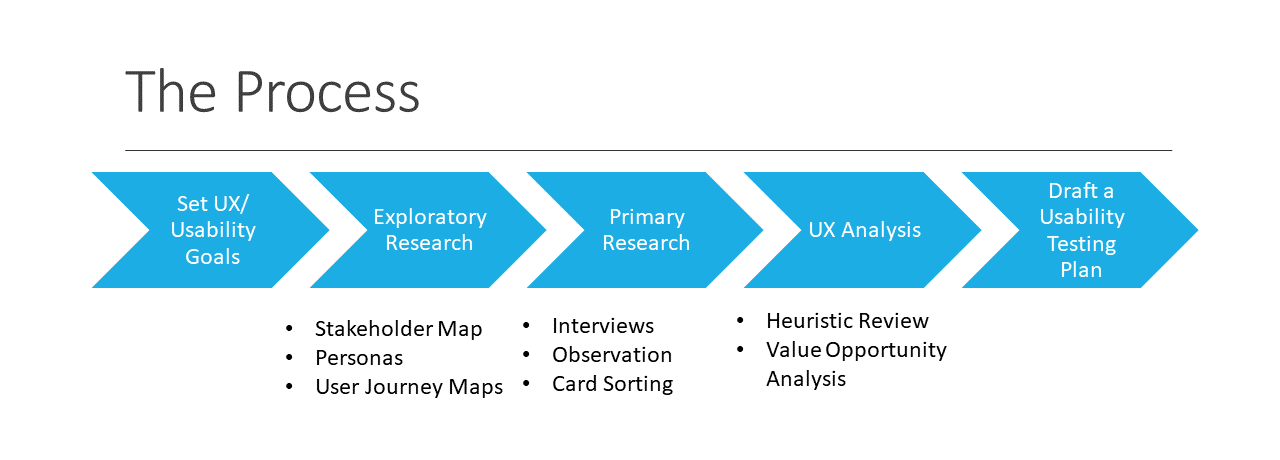 The Process
Set UX/
Usability
Goals
Exploratory
Research
Primary
Research
UX Analysis
Draft a
Usability
Testing
Plan
• Stakeholder Map
• Personas
• User Journey Maps
• Interviews
• Observation
• Card Sorting
• Heuristic Review
• Value Opportunity
Analysis